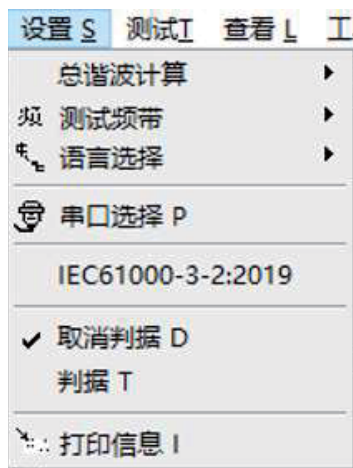 设置 S 测试T 查看 L 工
总谐波计算
频 测试频带
语言选择
串口选择 P
IEC61000-3-2:2019
取消判据 D
判据 T
打印信息 I